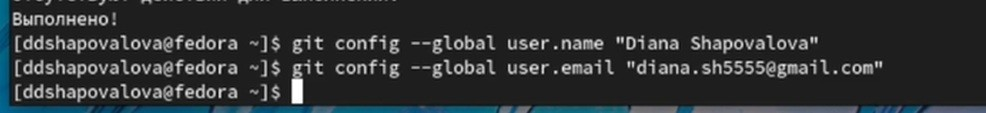 Выполнено!
[ddshapovalova@fedora ~]$ git config --global user.name "Diana Shapovalova"
[ddshapovalova@fedora ~]$ git config --global user.email "diana.sh5555@gmail.com"
[ddshapovalova@fedora ~]$